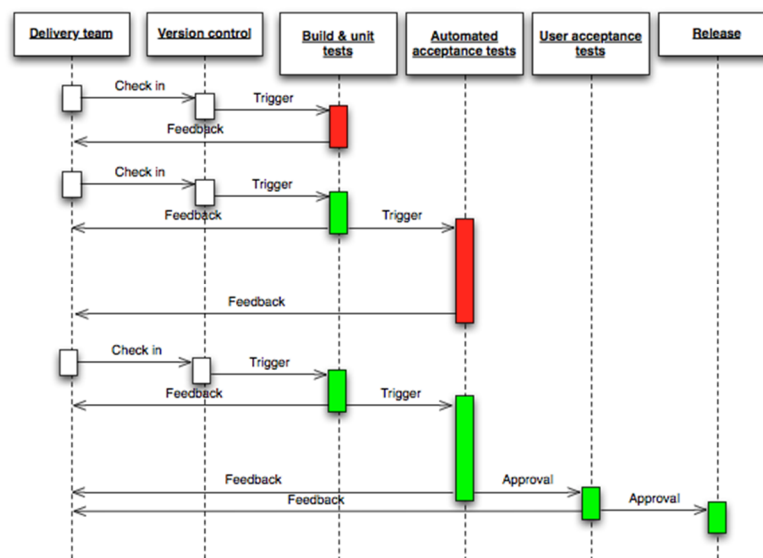 Delivery team
Version control
Build & unit
tests
Automated
acceptance tests
User acceptance
tests
Release
Check in
Trigger
Feedback
Check in
Trigger
Feedback
Trigger
Feedback
Check in
Trigger
Feedback
Trigger
Feedback
Approval
Feedback
Approval